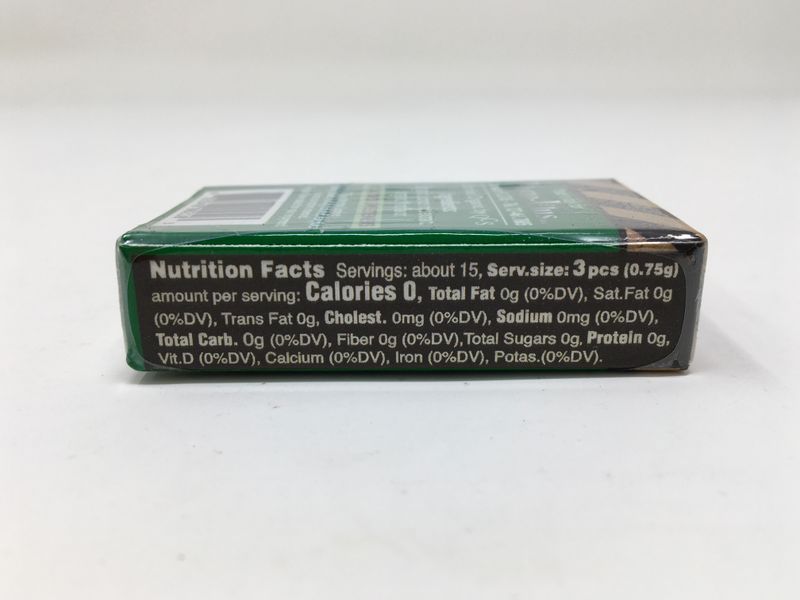 Nutrition Facts Servings: about 15, Serv.size: 3 pcs (0.75g)
amount per serving: Calories 0, Total Fat 0g (0%DV), Sat.Fat 0g
(0%DV), Trans Fat 0g, Cholest. 0mg (0%DV), Sodium 0mg (0%DV),
Total Carb. 0g (0%DV), Fiber 0g (0%DV),Total Sugars 0g, Protein 0g,
Vit.D (0%DV), Calcium (0%DV), Iron (0%DV), Potas.(0%DV).